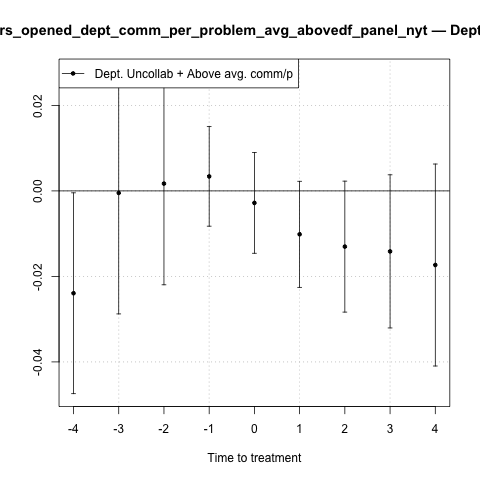 rs_opened_dept_comm_per_problem_avg_abovedf_panel_nyt — Dept
Dept. Uncollab + Above avg. comm/p
0.02
0.00
-0.02
-0.04
-4 -3 -2 -1 0 1 2 3 4
Time to treatment